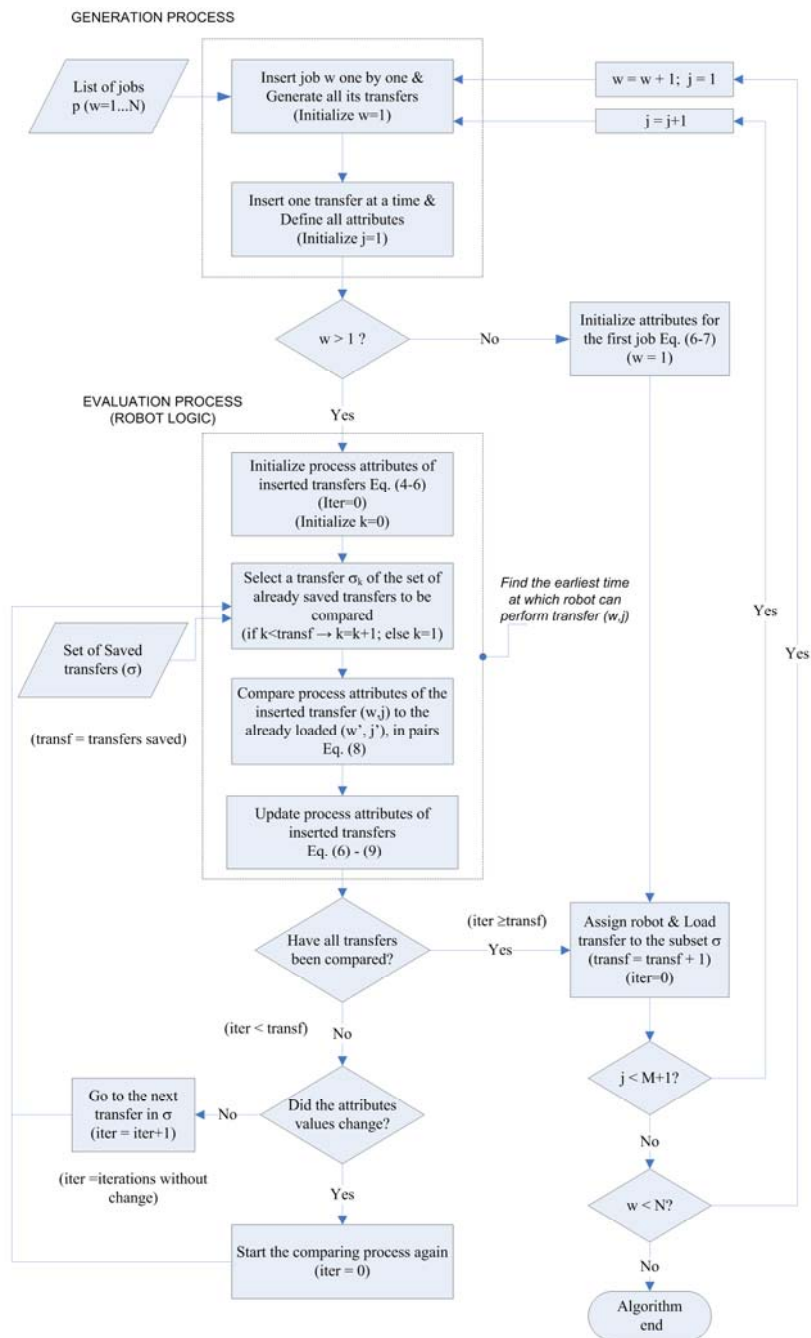 GENERATION PROCESS
List of jobs
p (w=1...N)
Insert job w one by one &
Generate all its transfers
(Initialize w=1)
w = w + 1; j = 1
j = j+1
Insert one transfer at a time &
Define all attributes
(Initialize j=1)
w > 1 ?
No
Initialize attributes for
the first job Eq. (6-7)
(w = 1)
Yes
EVALUATION PROCESS
(ROBOT LOGIC)
Initialize process attributes of
inserted transfers Eq. (4-6)
(Iter=0)
(Initialize k=0)
Select a transfer σk of the set of
already saved transfers to be
compared
(if k<transf → k=k+1; else k=1)
Find the earliest time
at which robot can
perform transfer (w,j)
Yes
Yes
Set of Saved
transfers (σ)
(transf = transfers saved)
Compare process attributes of the
inserted transfer (w,j) to the
already loaded (w’, j’), in pairs
Eq. (8)
Update process attributes of
inserted transfers
Eq. (6) - (9)
Have all transfers
been compared?
(iter ≥transf)
Yes
Assign robot & Load
transfer to the subset σ
(transf = transf + 1)
(iter=0)
(iter < transf)
No
j < M+1?
Go to the next
transfer in σ
(iter = iter+1)
No
Did the attributes
values change?
No
(iter =iterations without
change)
Yes
w < N?
Start the comparing process again
(iter = 0)
No
Algorithm
end